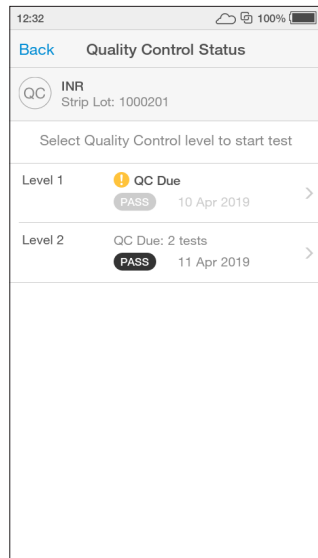 12:32 100%
Back Quality Control Status
QC INR
Strip Lot: 1000201
Select Quality Control level to start test
Level 1 ! QC Due
PASS 10 Apr 2019
Level 2 QC Due: 2 tests
PASS 11 Apr 2019